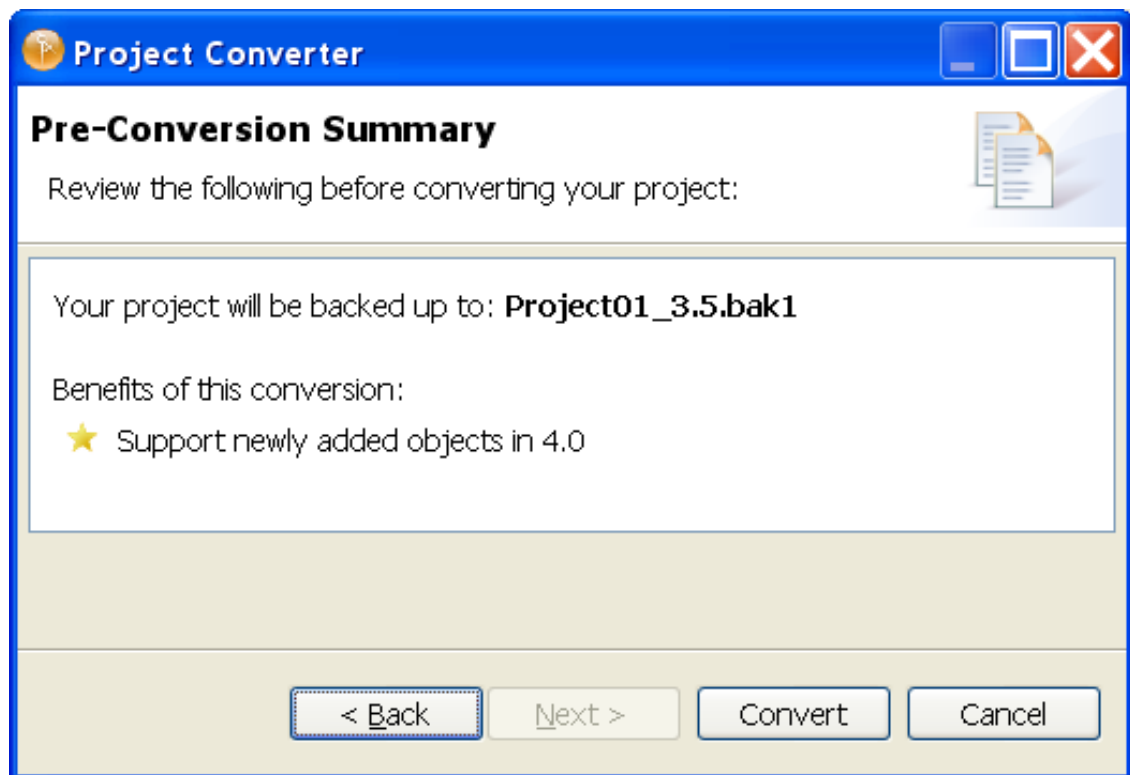 Project Converter
Pre-Conversion Summary
Review the following before converting your project:
Your project will be backed up to: Project01_3.5.bak1
Benefits of this conversion:
Support newly added objects in 4.0
< Back Next > Convert Cancel